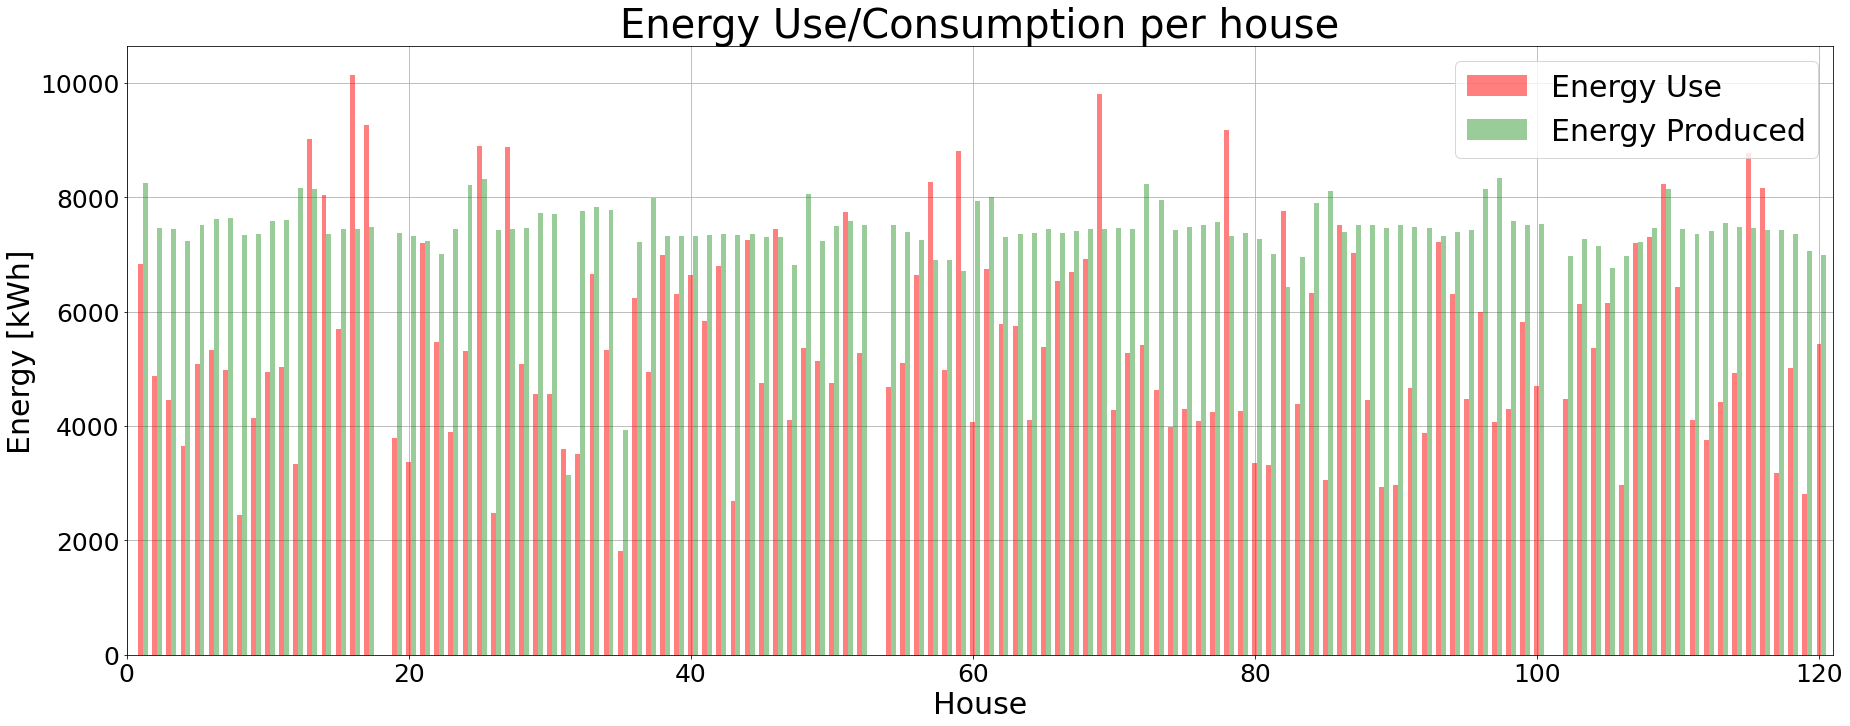 Energy Use/Consumption per house
Energy [kWh]
10000
8000
6000
4000
2000
0
Energy Use
Energy Produced
0 20 40 60 80 100 120
House